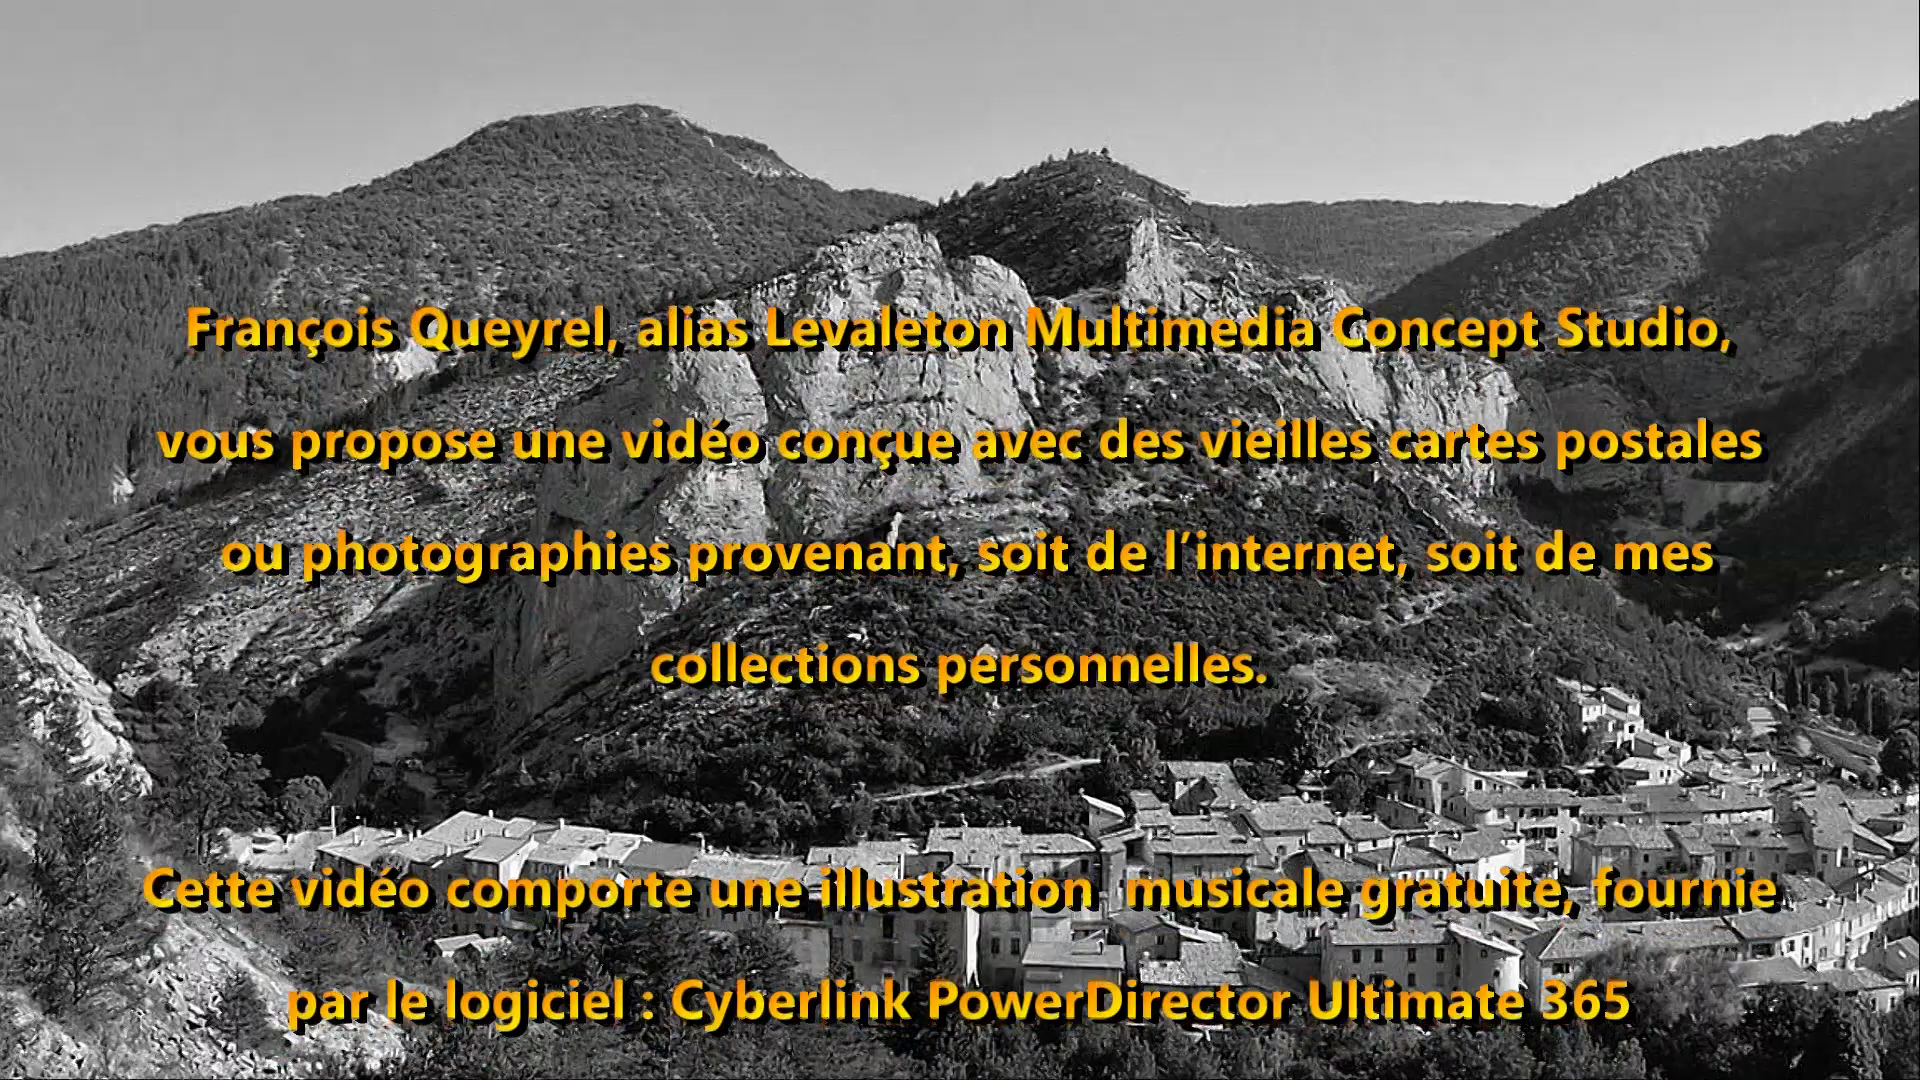 François Queyrel, alias Levaleton Multimedia Concept Studio,
vous propose une vidéo conçue avec des vieilles cartes postales
ou photographies provenant, soit de l'internet, soit de mes
collections personnelles.
Cette vidéo comporte une illustration musicale gratuite, fournie
par le logiciel : Cyberlink PowerDirector Ultimate 365